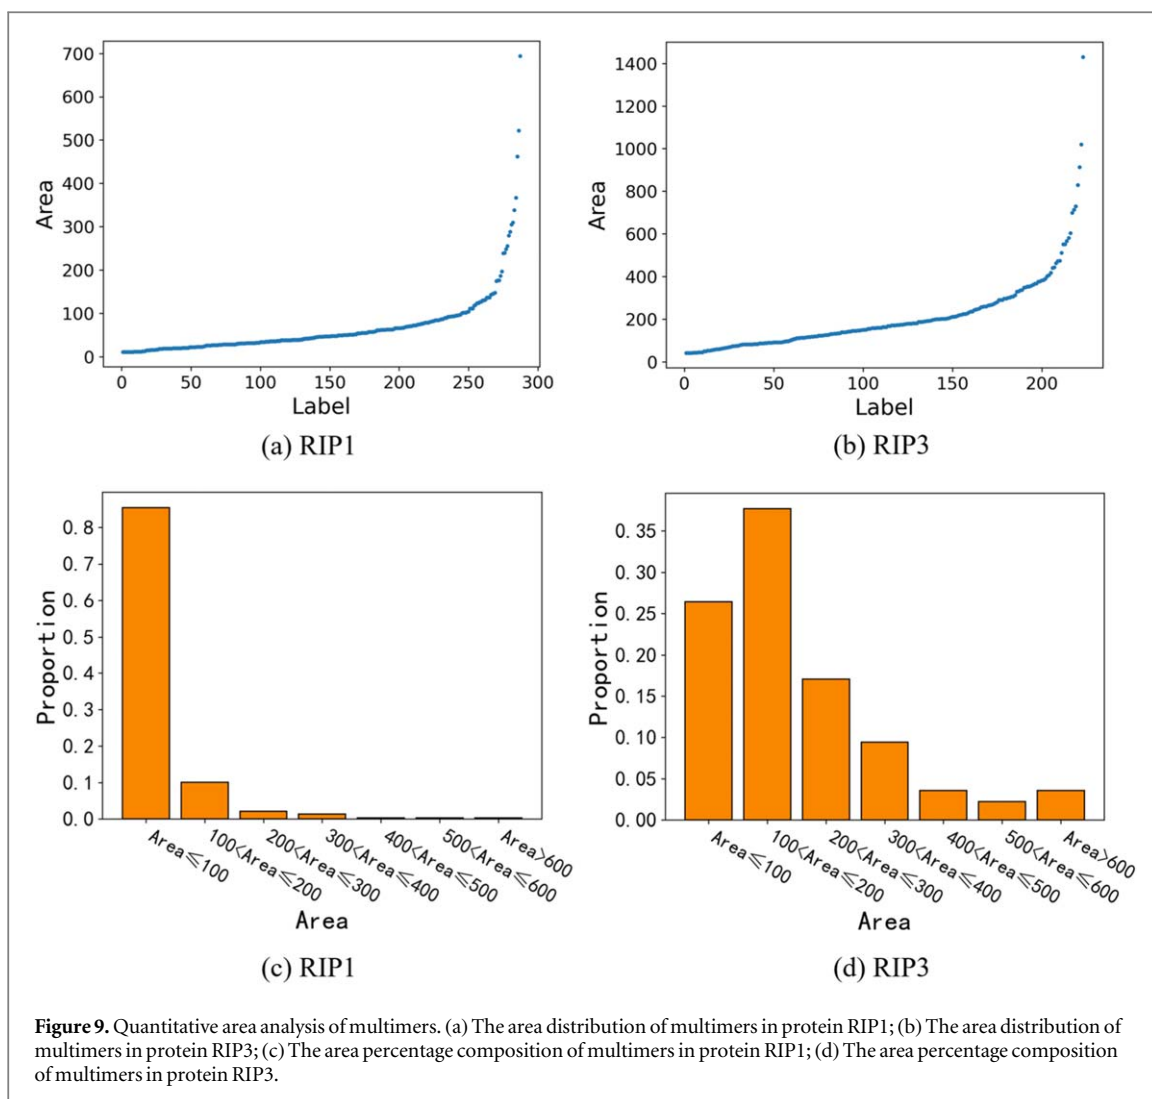 700
600
500
400
300
200
100
0
Area
0 50 100 150 200 250 300
Label
(a) RIP1
1400
1200
1000
800
600
400
200
0
Area
0 50 100 150 200
Label
(b) RIP3
0.8
0.7
0.6
0.5
0.4
0.3
0.2
0.1
0.0
Proportion
Area≤100
100<Area≤200
200<Area≤300
300<Area≤400
400<Area≤500
500<Area≤600
Area>600
Area
(c) RIP1
0.35
0.30
0.25
0.20
0.15
0.10
0.05
0.00
Proportion
Area≤100
100<Area≤200
200<Area≤300
300<Area≤400
400<Area≤500
500<Area≤600
Area>600
Area
(d) RIP3
Figure 9. Quantitative area analysis of multimers. (a) The area distribution of multimers in protein RIP1; (b) The area distribution of
multimers in protein RIP3; (c) The area percentage composition of multimers in protein RIP1; (d) The area percentage composition
of multimers in protein RIP3.